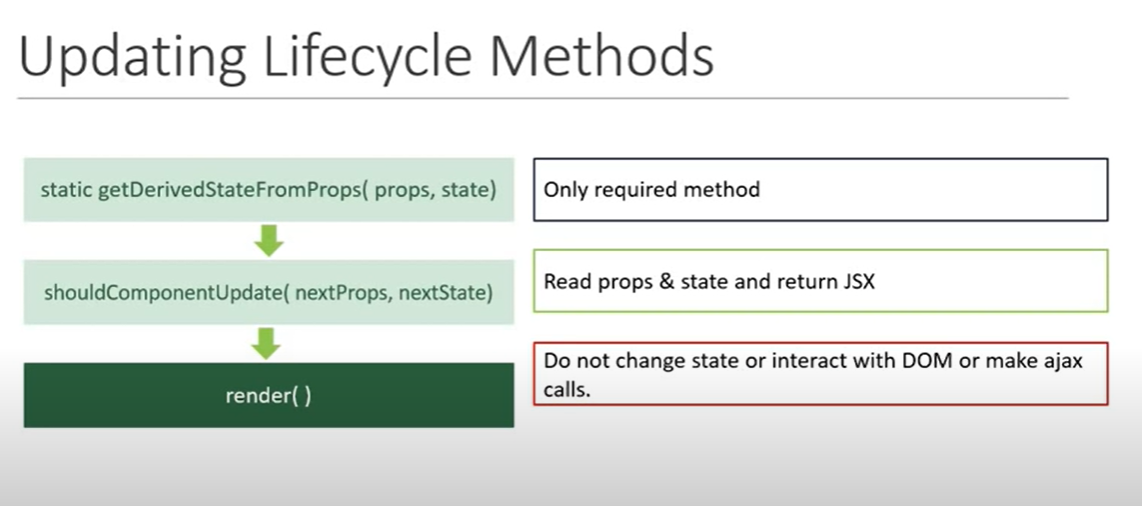 Updating Lifecycle Methods
static getDerivedStateFromProps( props, state)
Only required method
shouldComponentUpdate( nextProps, nextState)
Read props & state and return JSX
render( )
Do not change state or interact with DOM or make ajax
calls.